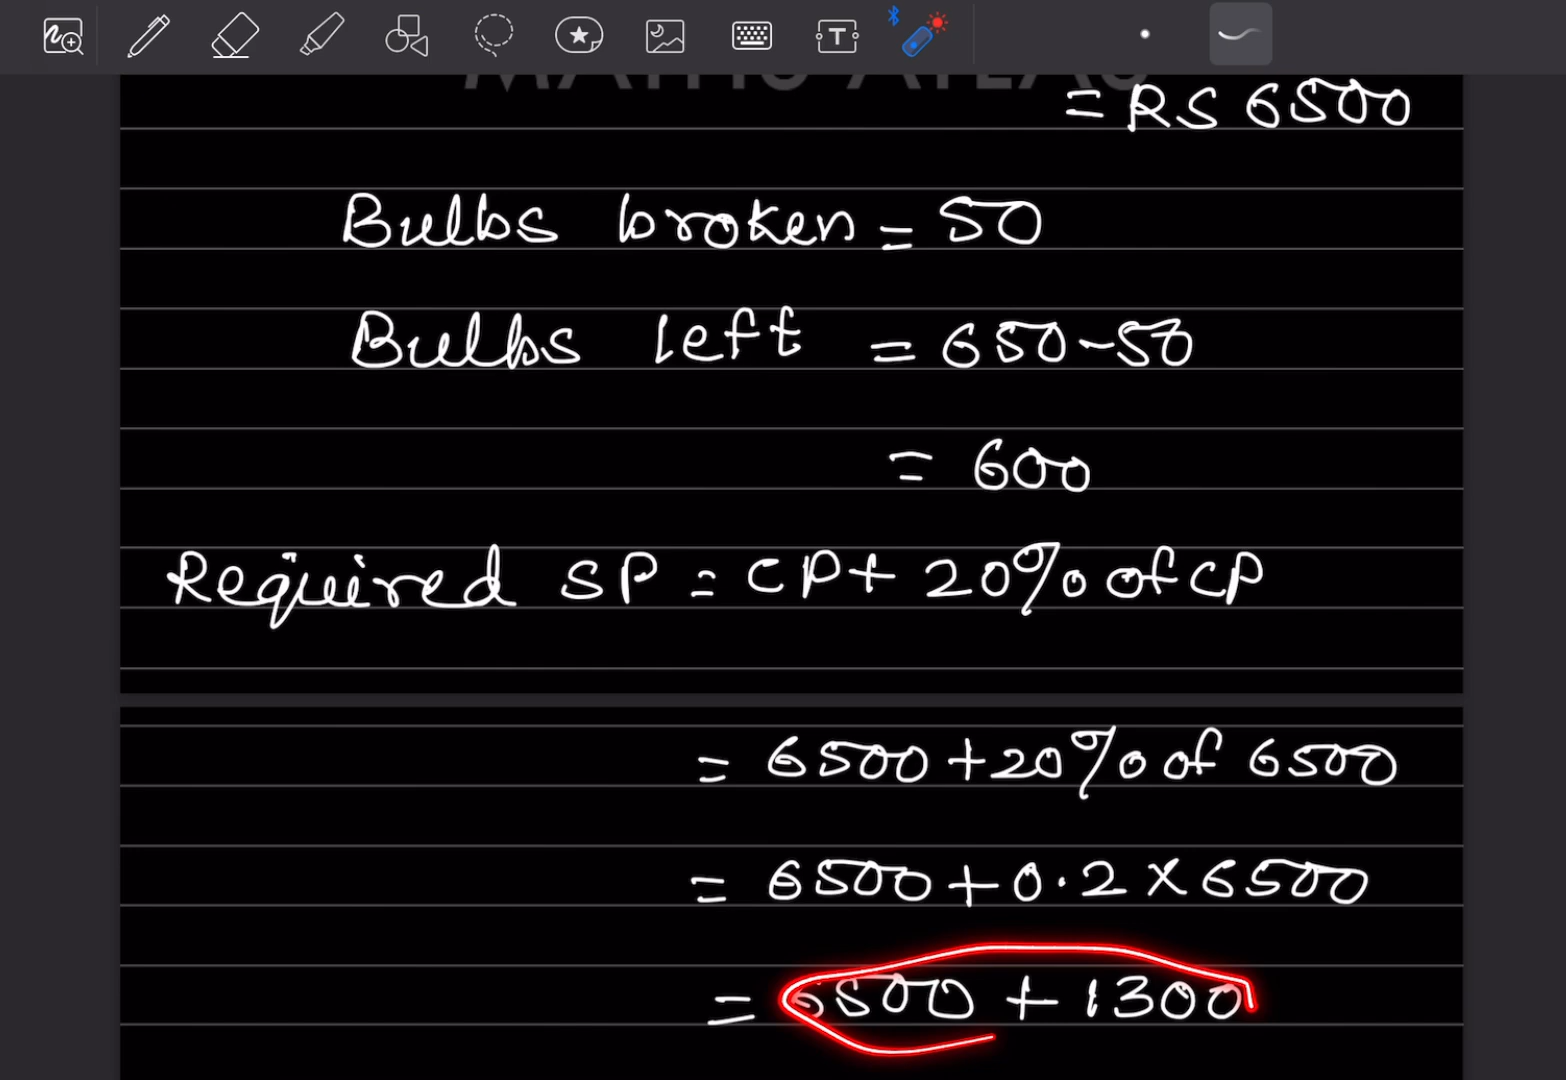 = RS 6500
Bulbs broken = 50
Bulbs left = 650-50
= 600
Required SP = CP+ 20% of CP
= 6500 +20% of 6500
= 6500 + 0.2 × 6500
= 6500 + 1300